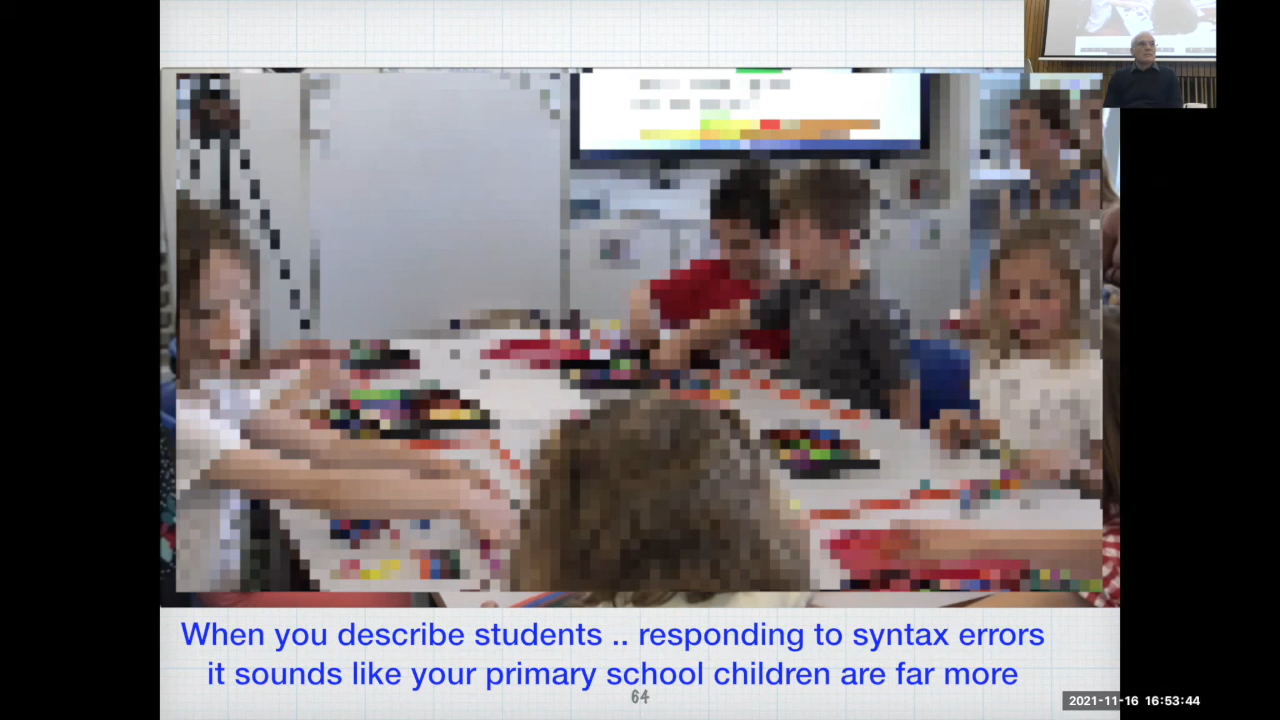 When you describe students .. responding to syntax errors
it sounds like your primary school children are far more
64
2021-11-16 16:53:44